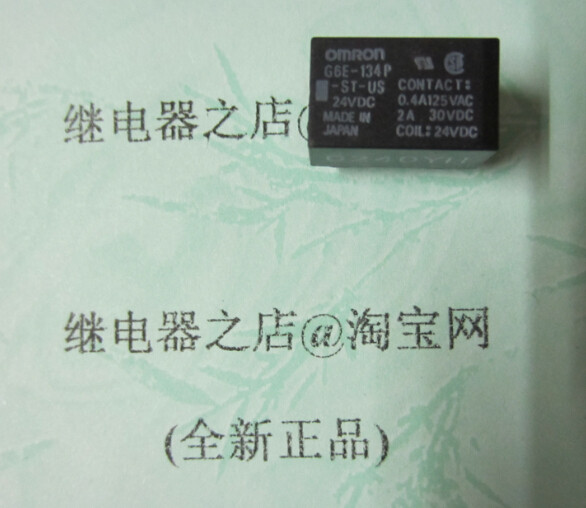 omron
G6E-134P
-ST-US
24VDC
MADE IN
JAPAN
CONTACT:
0.4A125VAC
2A 30VDC
COIL: 24VDC
继电器之店@
继电器之店@淘宝网
(全新正品)